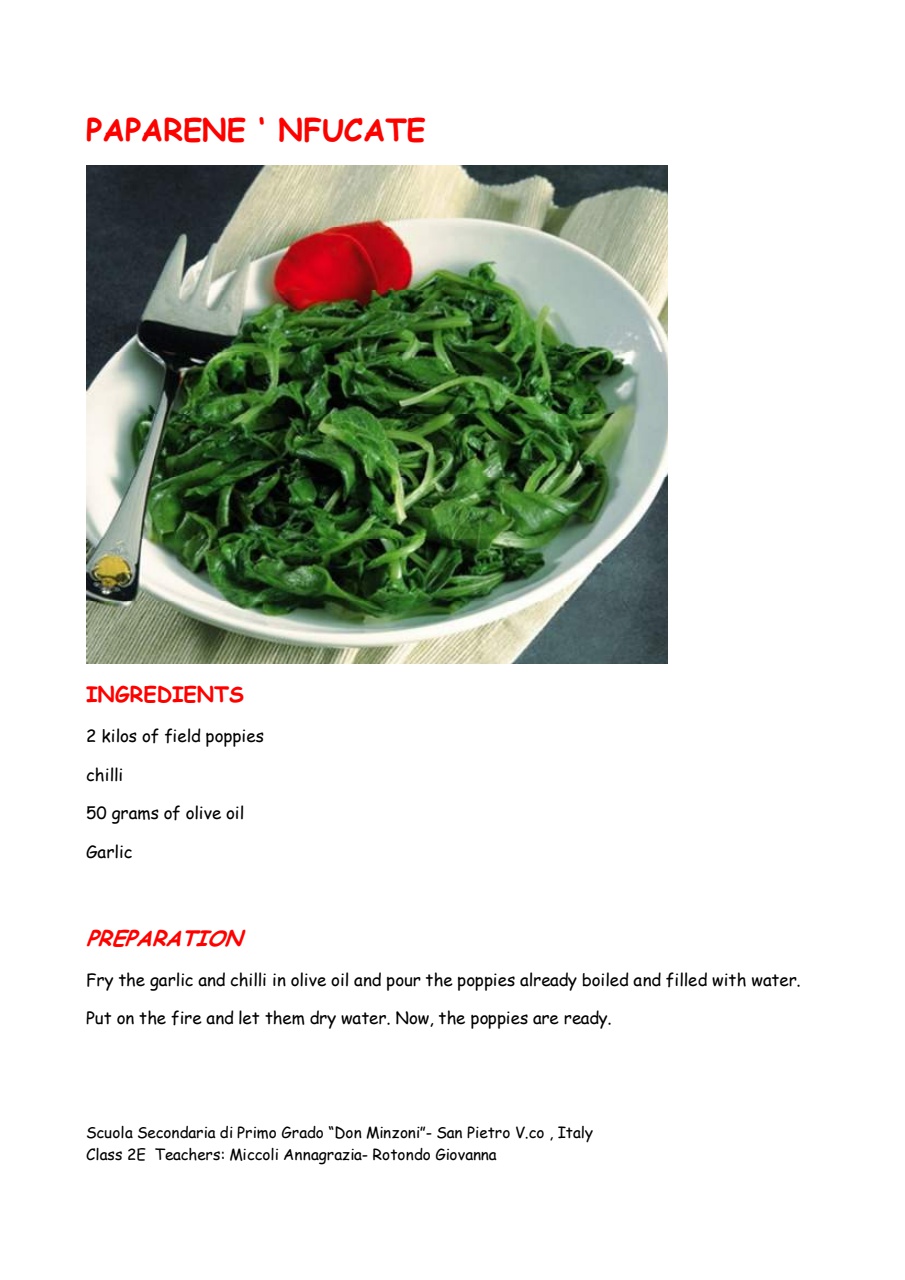 PAPARENE ‘ NFUCATE
INGREDIENTS
2 kilos of field poppies
chilli
50 grams of olive oil
Garlic
PREPARATION
Fry the garlic and chilli in olive oil and pour the poppies already boiled and filled with water.
Put on the fire and let them dry water. Now, the poppies are ready.
Scuola Secondaria di Primo Grado “Don Minzoni”- San Pietro V.co , Italy
Class 2E  Teachers: Miccoli Annagrazia- Rotondo Giovanna